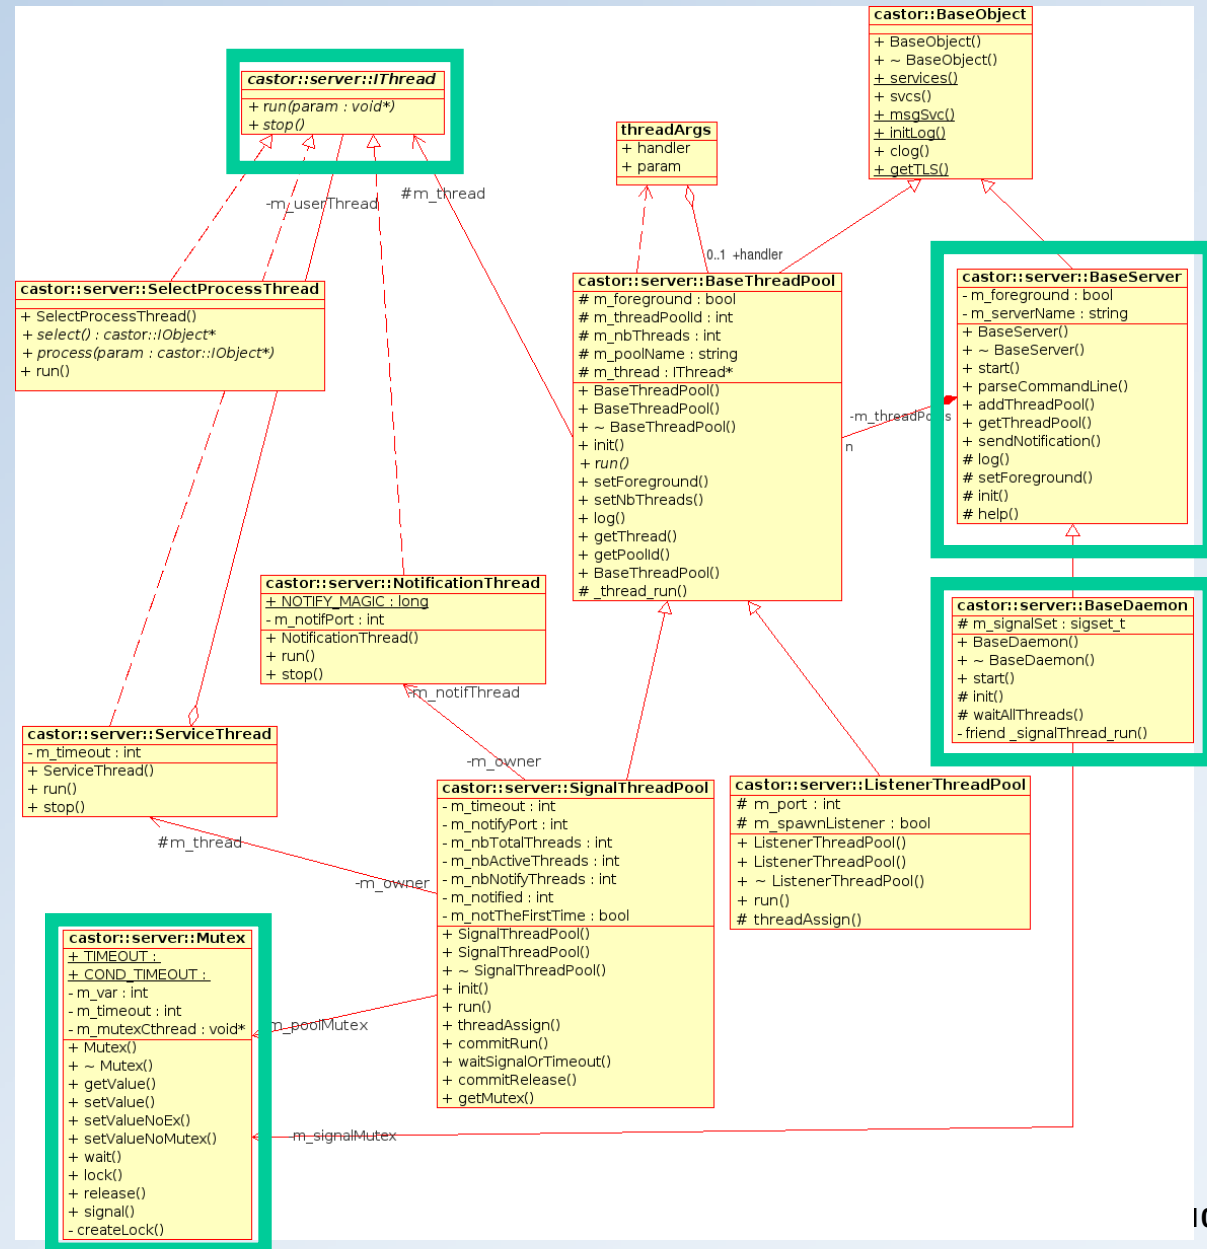 castor::BaseObject
+ BaseObject()
+ ~ BaseObject()
+ services()
+ svcs()
+ msgSvc()
+ initLog()
+ clog()
+ getTLS()
castor::server::IThread
+ run(param : void*)
+ stop()
threadArgs
+ handler
+ param
-m_userThread
#m_thread
0..1 +handler
castor::server::SelectProcessThread
+ SelectProcessThread()
+ select() : castor::IObject*
+ process(param : castor::IObject*)
+ run()
castor::server::BaseThreadPool
# m_foreground : bool
# m_threadPoolId : int
# m_nbThreads : int
# m_poolName : string
# m_thread : IThread*
+ BaseThreadPool()
+ BaseThreadPool()
+ ~ BaseThreadPool()
+ init()
+ run()
+ setForeground()
+ setNbThreads()
+ log()
+ getThread()
+ getPoolId()
+ BaseThreadPool()
# _thread_run()
castor::server::BaseServer
- m_foreground : bool
- m_serverName : string
+ BaseServer()
+ ~ BaseServer()
+ start()
+ parseCommandLine()
+ addThreadPool()
+ getThreadPool()
+ sendNotification()
# log()
# setForeground()
# init()
# help()
-m_threadPools
n
castor::server::NotificationThread
+ NOTIFY_MAGIC : long
- m_notifPort : int
+ NotificationThread()
+ run()
+ stop()
castor::server::BaseDaemon
# m_signalSet : sigset_t
+ BaseDaemon()
+ ~ BaseDaemon()
+ start()
# init()
# waitAllThreads()
- friend _signalThread_run()
-m_notifThread
-m_owner
castor::server::ServiceThread
- m_timeout : int
+ ServiceThread()
+ run()
+ stop()
#m_thread
-m_owner
castor::server::SignalThreadPool
- m_timeout : int
- m_notifyPort : int
- m_nbTotalThreads : int
- m_nbActiveThreads : int
- m_nbNotifyThreads : int
- m_notified : int
- m_notTheFirstTime : bool
+ SignalThreadPool()
+ SignalThreadPool()
+ ~ SignalThreadPool()
+ init()
+ run()
+ threadAssign()
+ commitRun()
+ waitSignalOrTimeout()
+ commitRelease()
+ getMutex()
castor::server::ListenerThreadPool
# m_port : int
# m_spawnListener : bool
+ ListenerThreadPool()
+ ListenerThreadPool()
+ ~ ListenerThreadPool()
+ run()
# threadAssign()
castor::server::Mutex
+ TIMEOUT :
+ COND_TIMEOUT :
- m_var : int
- m_timeout : int
- m_mutexCthread : void*
+ Mutex()
+ ~ Mutex()
+ getValue()
+ setValue()
+ setValueNoEx()
+ setValueNoMutex()
+ wait()
+ lock()
+ release()
+ signal()
- createLock()
m_poolMutex
-m_signalMutex